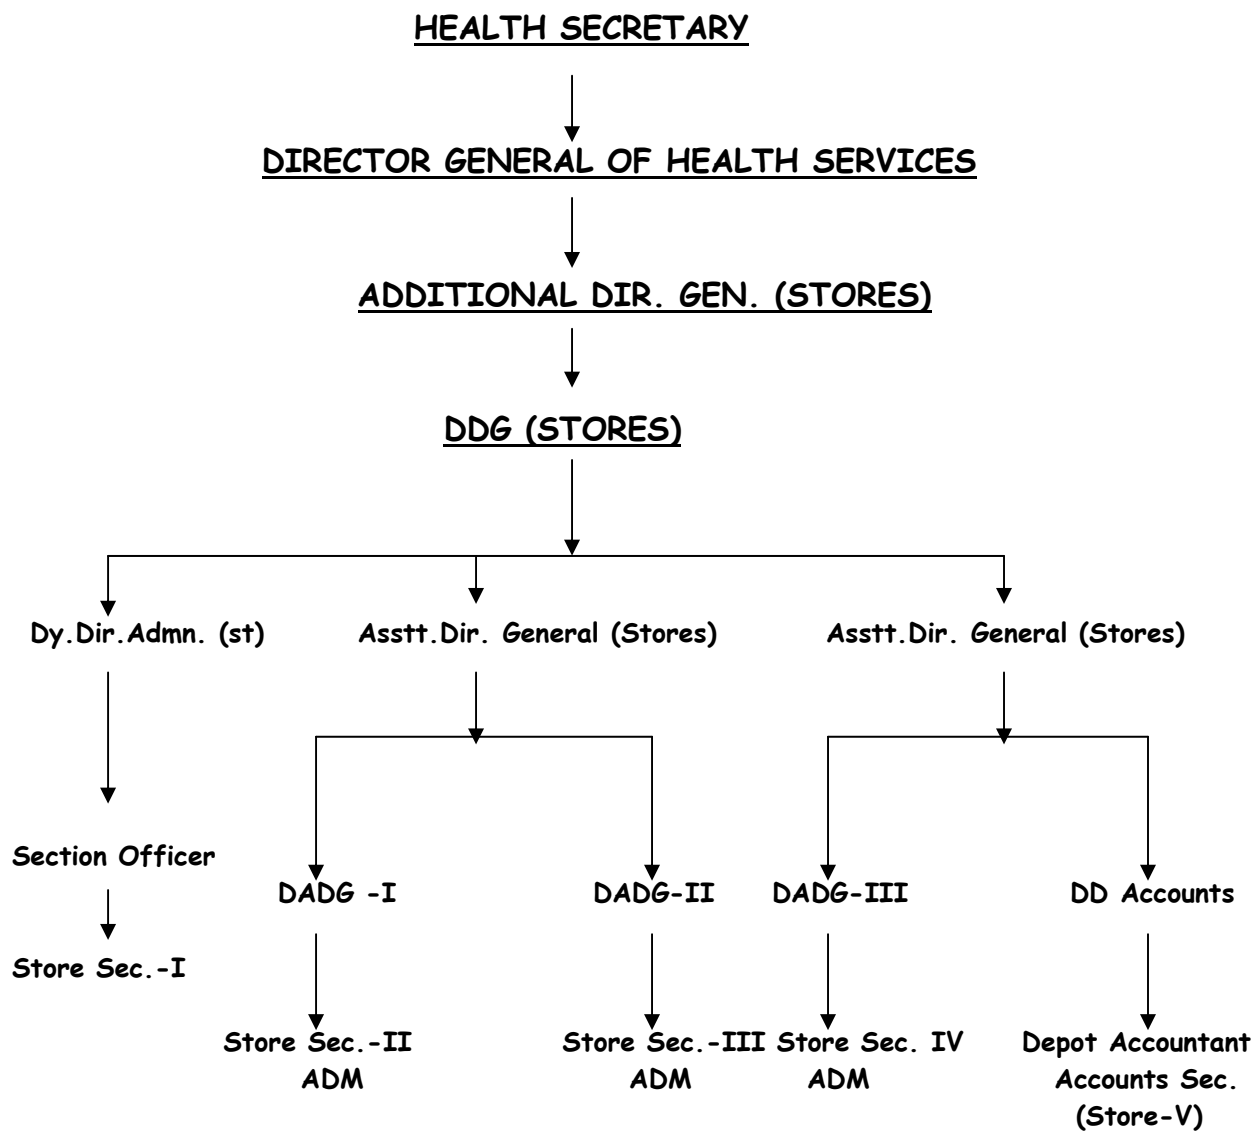 HEALTH SECRETARY
DIRECTOR GENERAL OF HEALTH SERVICES
ADDITIONAL DIR. GEN. (STORES)
DDG (STORES)
Dy.Dir.Admn. (st)
Asstt.Dir. General (Stores)
Asstt.Dir. General (Stores)
Section Officer
DADG -I
DADG-II
DADG-III
DD Accounts
Store Sec.-I
Store Sec.-II
ADM
Store Sec.-III
ADM
Store Sec. IV
ADM
Depot Accountant
Accounts Sec.
(Store-V)